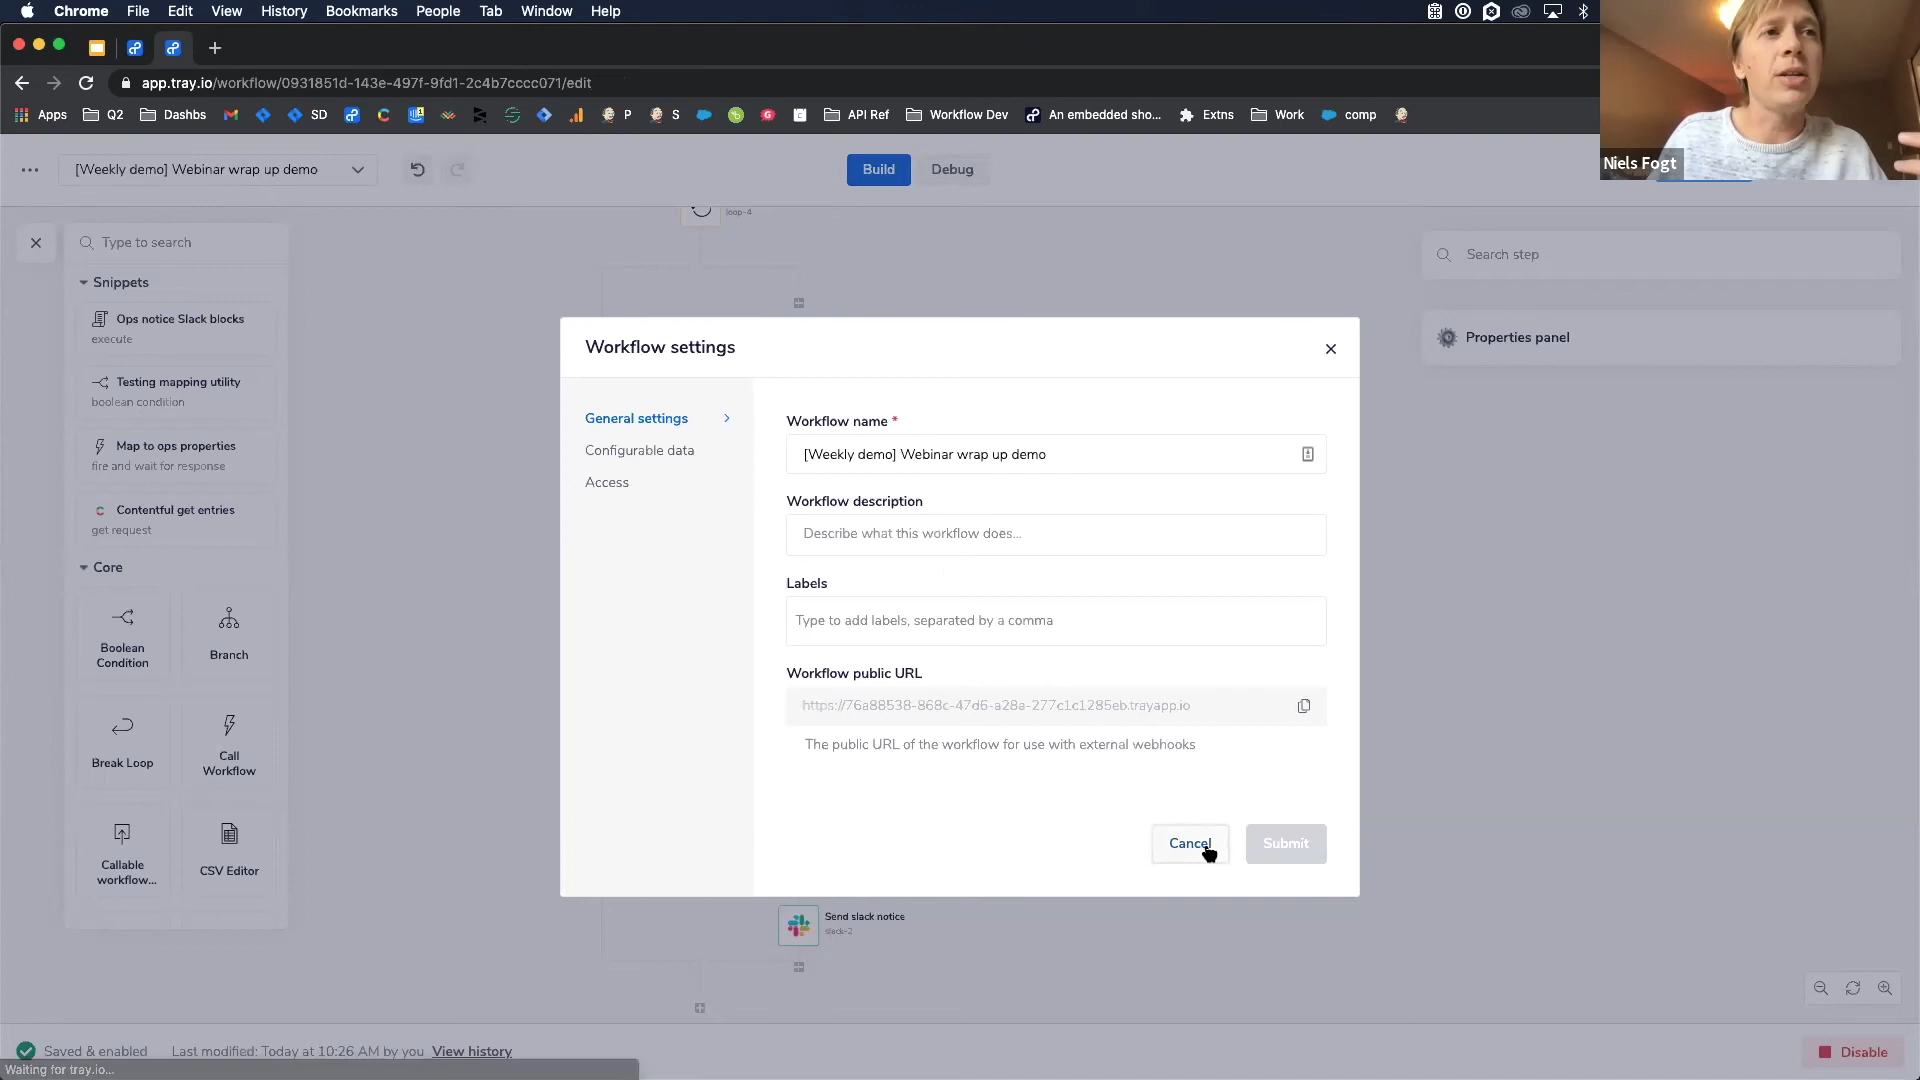 Chrome File Edit View History Bookmarks People Tab Window Help
app.tray.io/workflow/0931851d-143e-497f-9fd1-2c4b7cccc071/edit
Apps Q2 Dashbs SD P S API Ref Workflow Dev An embedded sho... Extns Work comp
Niels Fogt
[Weekly demo] Webinar wrap up demo
Build Debug
loop-4
Type to search
Search step
Snippets
Ops notice Slack blocks
execute
Testing mapping utility
boolean condition
Map to ops properties
fire and wait for response
Contentful get entries
get request
Core
Boolean
Condition
Branch
Break Loop
Call
Workflow
Callable
workflow...
CSV Editor
Properties panel
Workflow settings
General settings
Configurable data
Access
Workflow name *
[Weekly demo] Webinar wrap up demo
Workflow description
Describe what this workflow does...
Labels
Type to add labels, separated by a comma
Workflow public URL
https://76a88538-868c-47d6-a28a-277c1c1285eb.trayapp.io
The public URL of the workflow for use with external webhooks
Cancel Submit
Send slack notice
slack-2
Saved & enabled Last modified: Today at 10:26 AM by you View history
Disable
Waiting for tray.io...